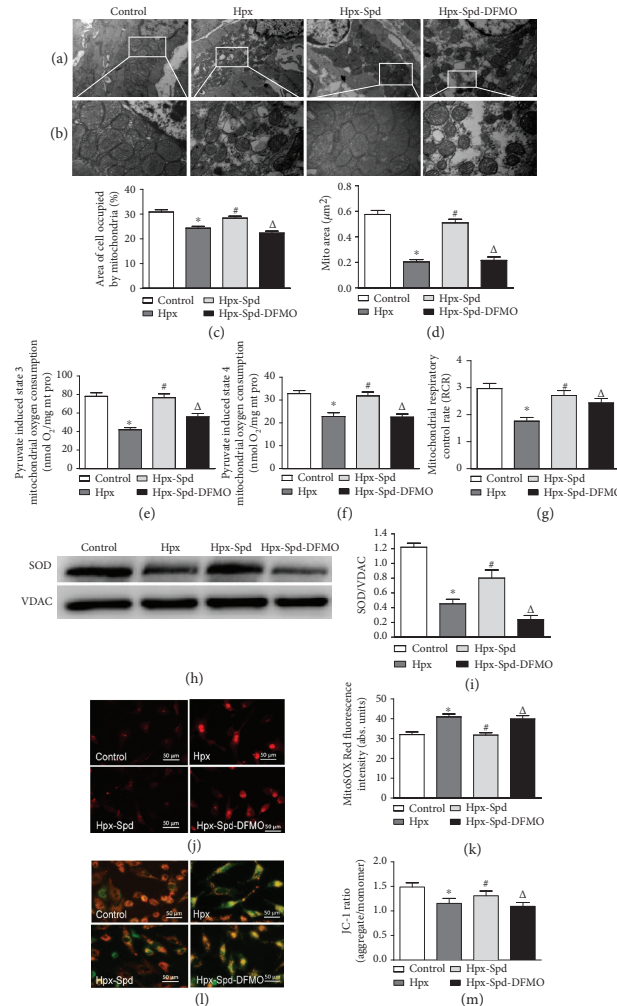 Control Hpx Hpx-Spd Hpx-Spd-DFMO
(a)
(b)
Area of cell occupied
by mitochondria (%)
40
30
20
10
0
* # Δ
Control Hpx-Spd
Hpx Hpx-Spd-DFMO
(c)
Mito area (μm²)
0.8
0.6
0.4
0.2
0.0
* # Δ
Control Hpx-Spd
Hpx Hpx-Spd-DFMO
(d)
Pyruvate induced state 3
mitochondrial oxygen consumption
(nmol O₂/mg mt pro)
100
80
60
40
20
0
* # Δ
Control Hpx-Spd
Hpx Hpx-Spd-DFMO
(e)
Pyruvate induced state 4
mitochondrial oxygen consumption
(nmol O₂/mg mt pro)
40
30
20
10
0
* # Δ
Control Hpx-Spd
Hpx Hpx-Spd-DFMO
(f)
Mitochondrial respiratory
control rate (RCR)
4
3
2
1
0
* # Δ
Control Hpx-Spd
Hpx Hpx-Spd-DFMO
(g)
Control Hpx Hpx-Spd Hpx-Spd-DFMO
SOD
VDAC
(h)
SOD/VDAC
1.6
1.2
0.8
0.4
0.0
* # Δ
Control Hpx-Spd
Hpx Hpx-Spd-DFMO
(i)
Control 50 μm
Hpx 50 μm
Hpx-Spd 50 μm
Hpx-Spd-DFMO 50 μm
(j)
MitoSOX Red fluorescence
intensity (abs. units)
50
40
30
15
0
* # Δ
Control Hpx-Spd
Hpx Hpx-Spd-DFMO
(k)
Control 50 μm
Hpx 50 μm
Hpx-Spd 50 μm
Hpx-Spd-DFMO 50 μm
(l)
JC-1 ratio
(aggregate/momomer)
2.0
1.5
1.0
0.5
0.0
* # Δ
Control Hpx-Spd
Hpx Hpx-Spd-DFMO
(m)